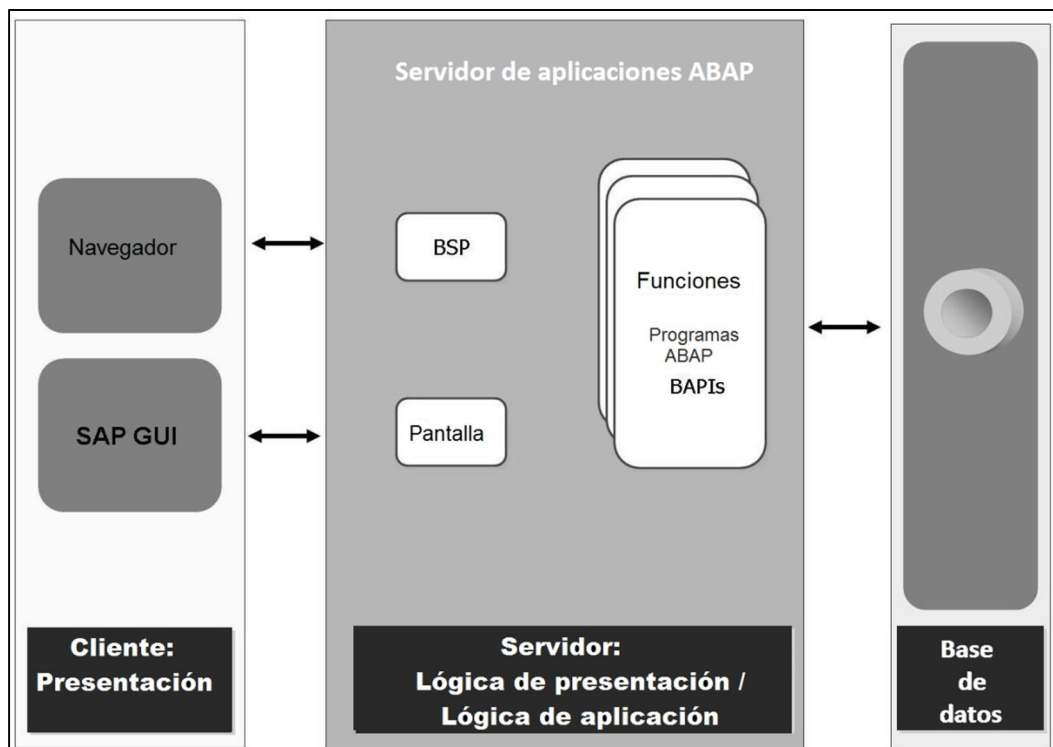 Servidor de aplicaciones ABAP
Navegador
SAP GUI
BSP
Pantalla
Funciones
Programas
ABAP
BAPIs
Cliente:
Presentación
Servidor:
Lógica de presentación /
Lógica de aplicación
Base
de
datos